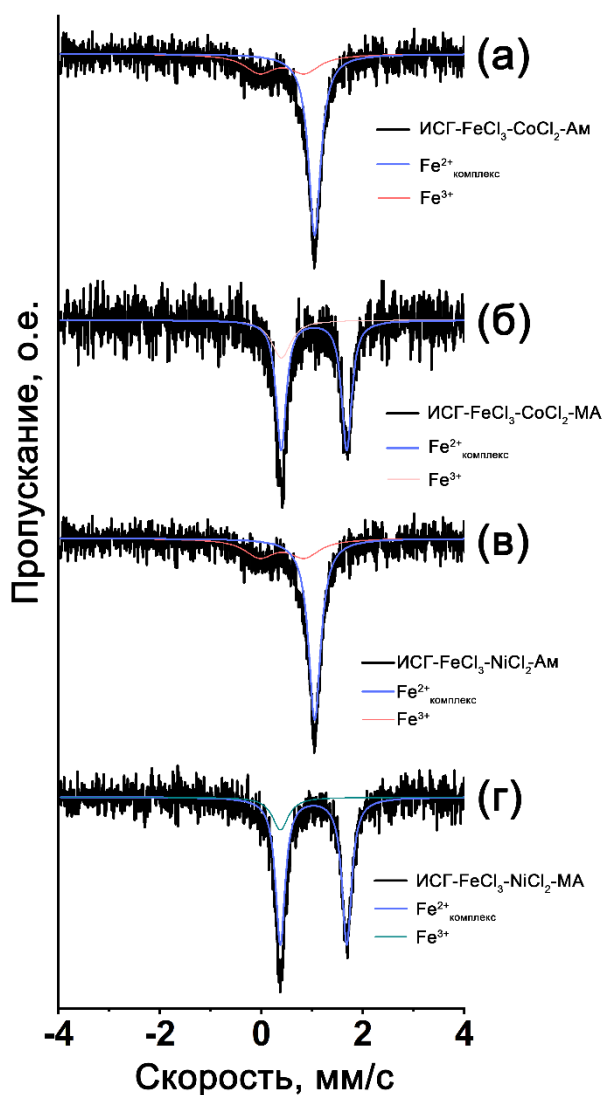 (а)
ИСГ-FeCl₃-CoCl₂-Ам
Fe²⁺комплекс
Fe³⁺
(б)
ИСГ-FeCl₃-CoCl₂-МА
Fe²⁺комплекс
Fe³⁺
(в)
ИСГ-FeCl₃-NiCl₂-Ам
Fe²⁺комплекс
Fe³⁺
(г)
ИСГ-FeCl₃-NiCl₂-МА
Fe²⁺комплекс
Fe³⁺
Пропускание, о.е.
-4 -2 0 2 4
Скорость, мм/с